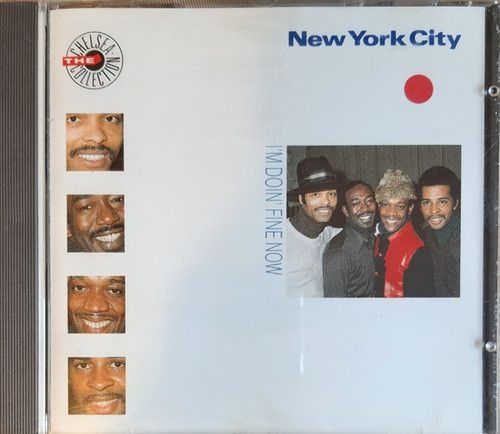 THE
CHELSEA
COLLECTION
New York City
I'M DOIN' FINE NOW